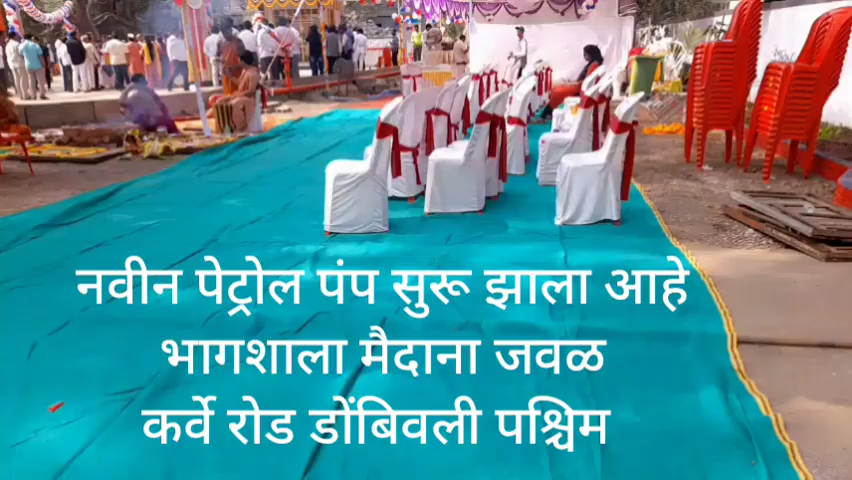 नवीन पेट्रोल पंप सुरू झाला आहे
भागशाला मैदाना जवळ
कर्वे रोड डोंबिवली पश्चिम